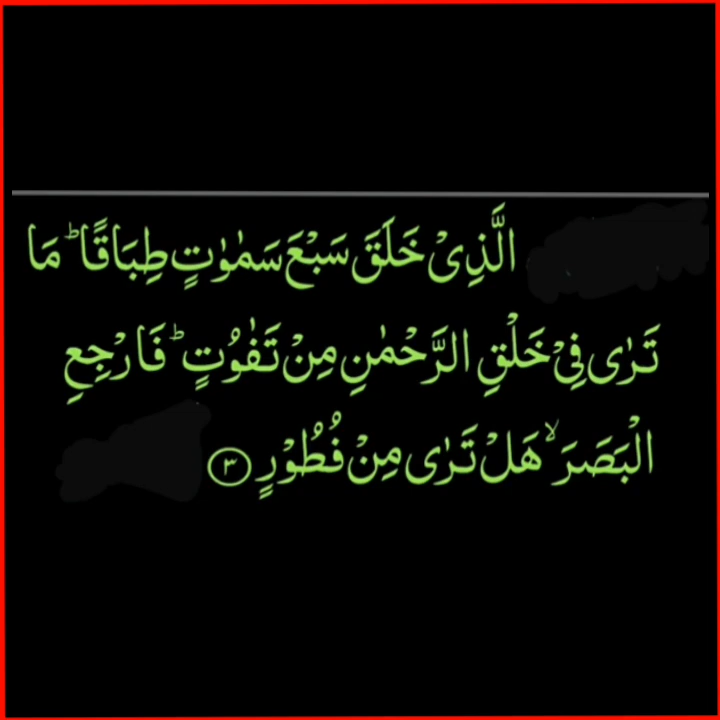 الَّذِىْ خَلَقَ سَبْعَ سَمٰوٰتٍ طِبَاقًا ؕ مَا
تَرٰى فِىْ خَلْقِ الرَّحْمٰنِ مِنْ تَفٰوُتٍ ؕ فَارْجِعِ
الْبَصَرَ ۙ هَلْ تَرٰى مِنْ فُطُوْرٍ ۝۳